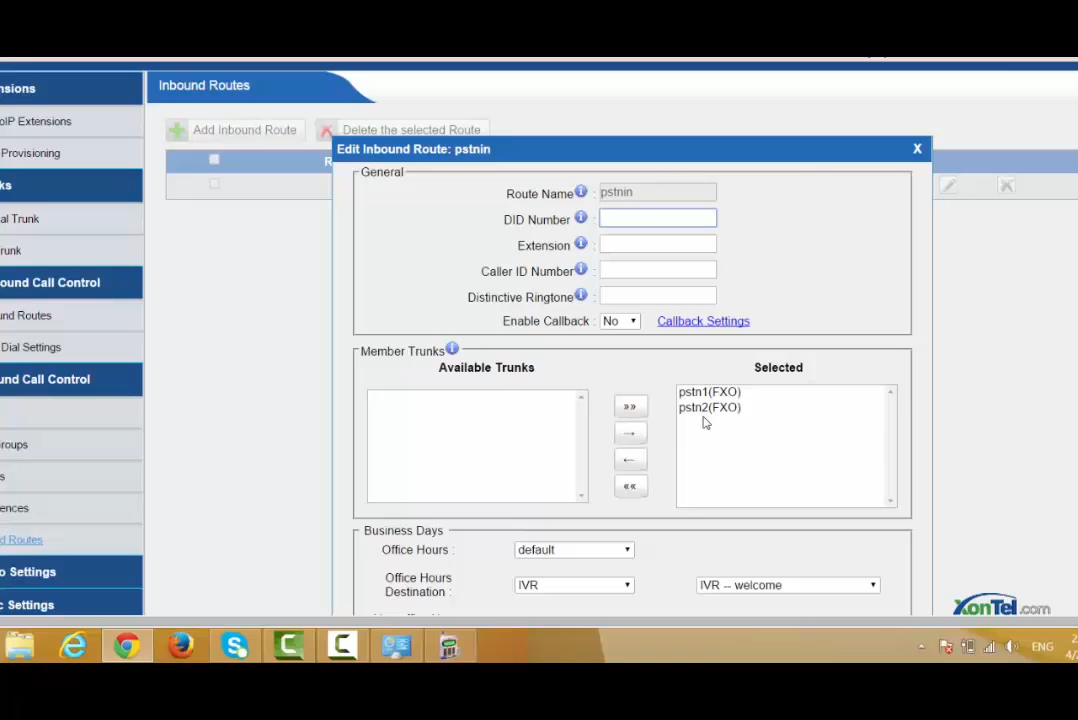 nsions
Inbound Routes
oIP Extensions
Add Inbound Route
Delete the selected Route
Edit Inbound Route: pstnin
X
Provisioning
R
General
ks
Route Name : pstnin
al Trunk
DID Number :
Extension :
runk
Caller ID Number :
ound Call Control
Distinctive Ringtone :
und Routes
Enable Callback : No Callback Settings
Dial Settings
Member Trunks
Available Trunks
Selected
und Call Control
pstn1(FXO)
pstn2(FXO)
»»
→
←
««
roups
s
ences
d Routes
Business Days
Office Hours : default
o Settings
Office Hours
Destination :
IVR
IVR -- welcome
c Settings
XonTel.com
ENG